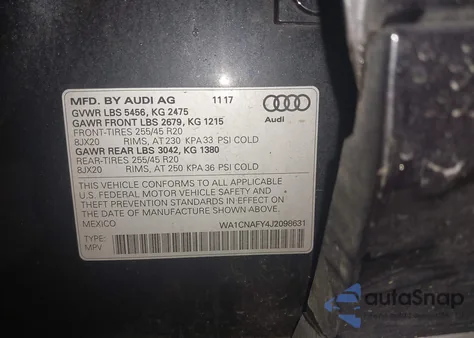 MFD. BY AUDI AG 11 17
GVWR LBS 5456, KG 2475
GAWR FRONT LBS 2679, KG 1215
Audi
FRONT-TIRES 255/45 R20
8JX20 RIMS, AT 230 KPA 33 PSI COLD
GAWR REAR LBS 3042, KG 1380
REAR-TIRES 255/45 R20
8JX20 RIMS, AT 250 KPA 36 PSI COLD
THIS VEHICLE CONFORMS TO ALL APPLICABLE
U.S. FEDERAL MOTOR VEHICLE SAFETY AND
THEFT PREVENTION STANDARDS IN EFFECT ON
THE DATE OF MANUFACTURE SHOWN ABOVE.
MEXICO WA1CNAFY4J2098631
TYPE:
MPV
autoSnap